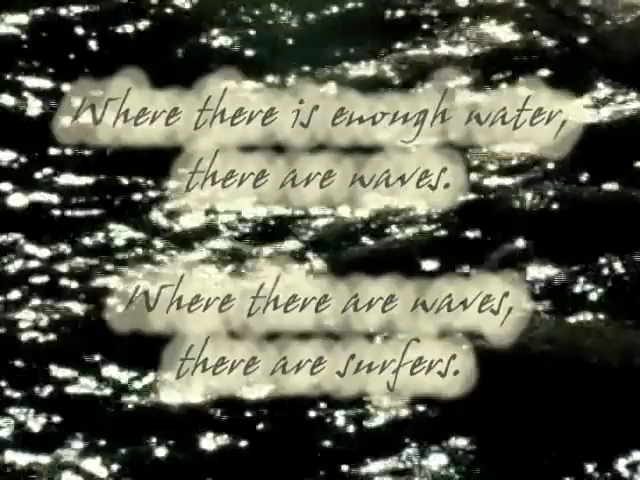 Where there is enough water,
there are waves.
Where there are waves,
there are surfers.